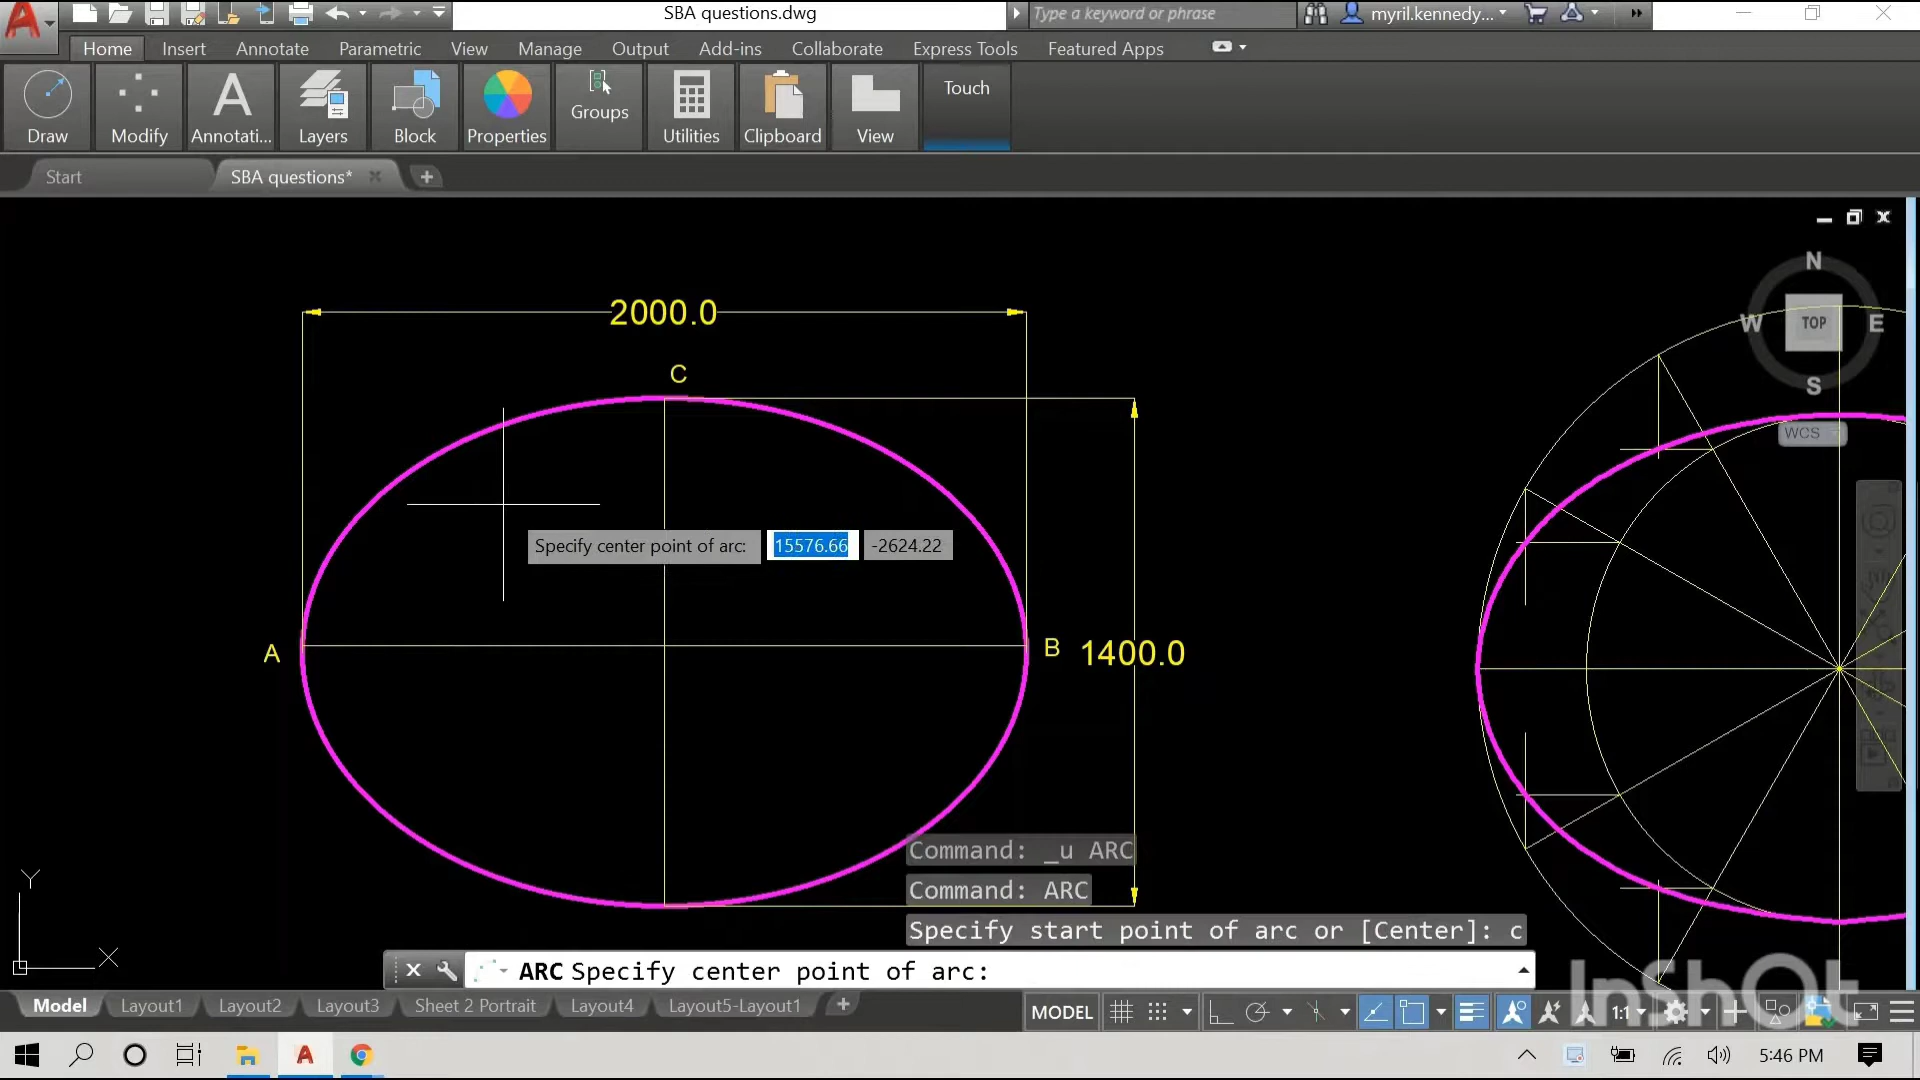 SBA questions.dwg
Type a keyword or phrase
myril.kennedy...
Home Insert Annotate Parametric View Manage Output Add-ins Collaborate Express Tools Featured Apps
Draw Modify Annotati... Layers Block Properties Groups Utilities Clipboard View Touch
Start SBA questions*
N
W TOP E
S
WCS
2000.0
C
Specify center point of arc: 15576.66 -2624.22
A B 1400.0
Command: _u ARC
Command: ARC
Specify start point of arc or [Center]: c
ARC Specify center point of arc:
Y
X
InShOt
Model Layout1 Layout2 Layout3 Sheet 2 Portrait Layout4 Layout5-Layout1
MODEL 1:1
5:46 PM